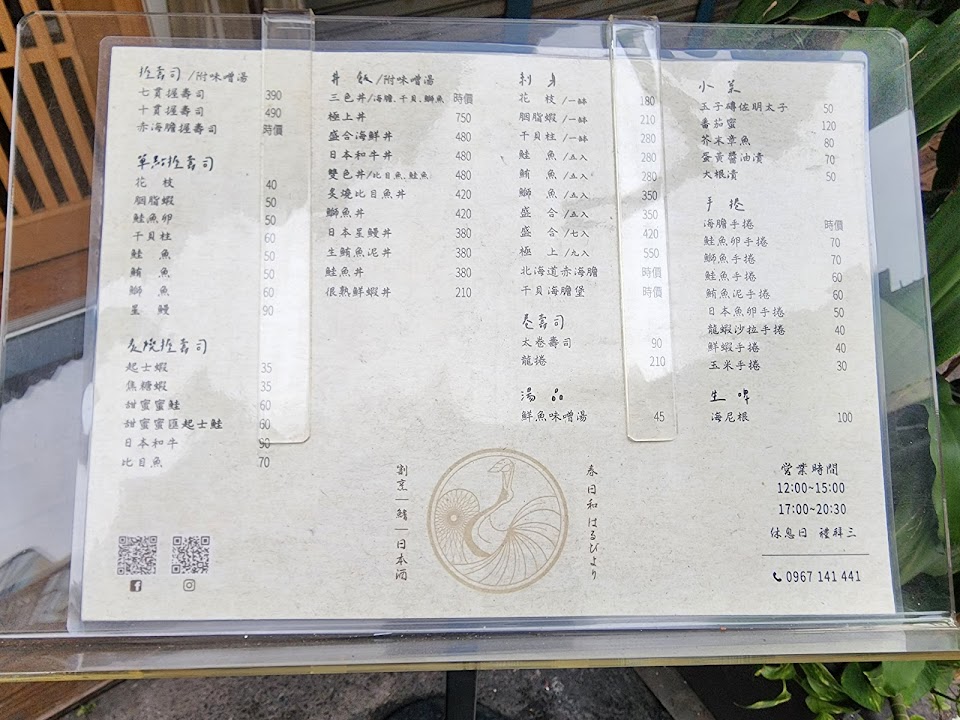 握壽司/附味噌湯
七貫握壽司 390
十貫握壽司 490
赤海膽握壽司 時價
單點握壽司
花 枝 40
胭脂蝦 50
鮭魚卵 50
干貝柱 60
鮭 魚 50
鮪 魚 50
鰤 魚 60
星 鰻 90
炙燒握壽司
起士蝦 35
焦糖蝦 35
甜蜜蜜鮭 60
甜蜜蜜匯起士鮭 60
日本和牛 90
比目魚 70
丼 飯/附味噌湯
三色丼/海膽、干貝、鰤魚 時價
極上丼 750
盛合海鮮丼 480
日本和牛丼 480
雙色丼/比目魚、鮭魚 480
炙燒比目魚丼 420
鰤魚丼 420
日本星鰻丼 380
生鮪魚泥丼 380
鮭魚丼 380
假熟鮮蝦丼 210
刺 身
花 枝/一妹 180
胭脂蝦/一妹 210
干貝柱/一妹 280
鮭 魚/五入 280
鮪 魚/五入 280
鰤 魚/五入 350
盛 合/五入 350
盛 合/七入 420
極 上/九入 550
北海道赤海膽 時價
干貝海膽堡 時價
卷壽司
太卷壽司 90
龍捲 210
湯 品
鮮魚味噌湯 45
小菜
玉子磚佐明太子 50
番茄蜜 120
芥末章魚 80
蛋黃醬油漬 70
大根漬 50
手 捲
海膽手捲 時價
鮭魚卵手捲 70
鰤魚手捲 70
鮭魚手捲 60
鮪魚泥手捲 60
日本魚卵手捲 50
龍蝦沙拉手捲 40
鮮蝦手捲 40
玉米手捲 30
生 啤
海尼根 100
割烹｜鰭｜日本酒
春日和はるびより
營業時間
12:00~15:00
17:00~20:30
休息日 禮拜三
0967 141 441